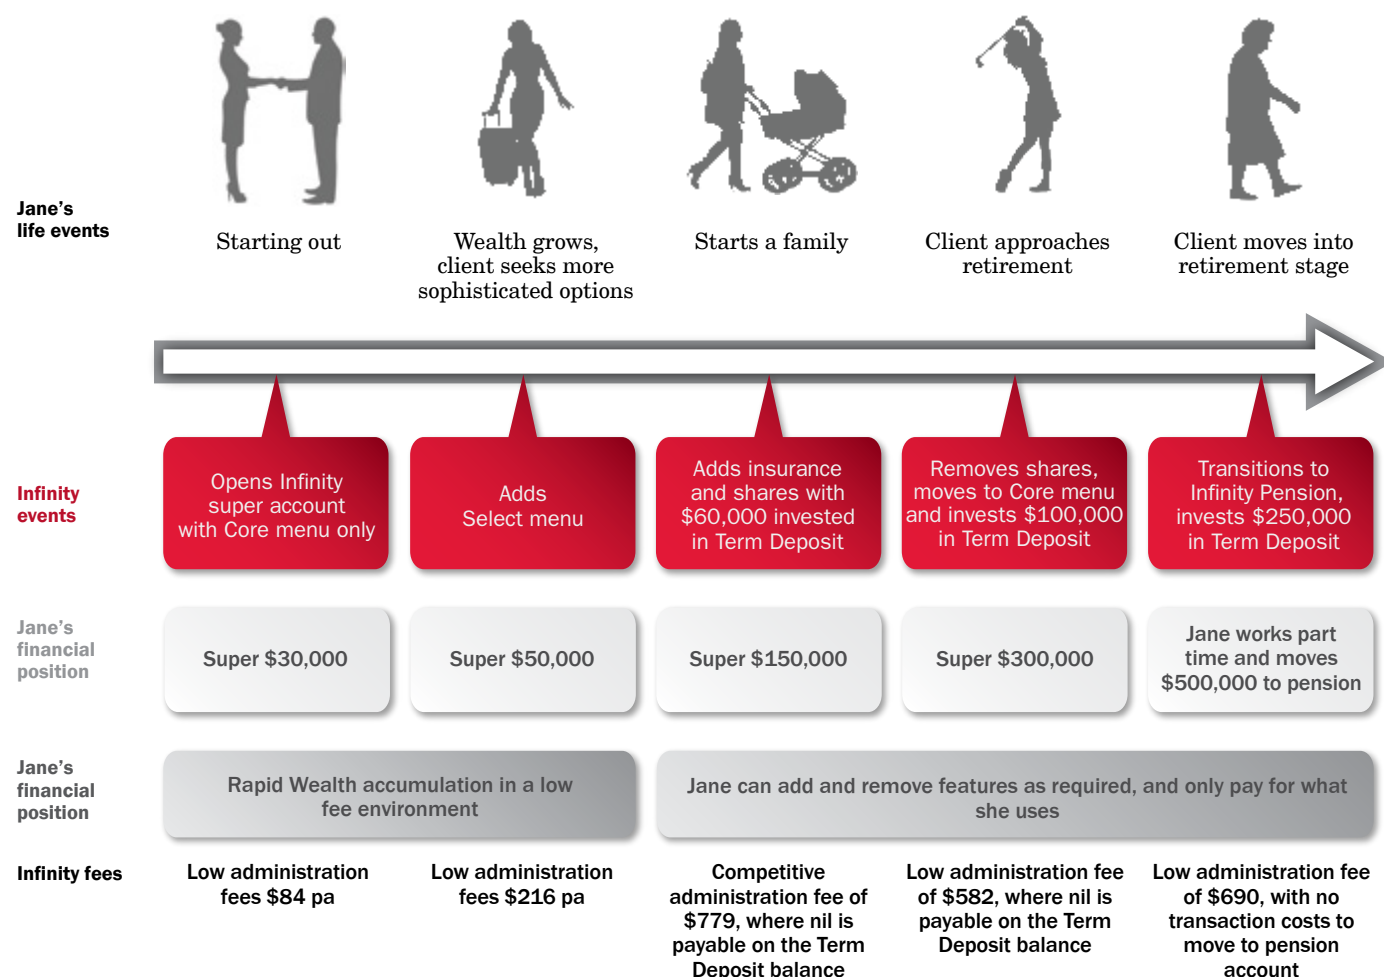 Jane's
life events
Starting out
Wealth grows,
client seeks more
sophisticated options
Starts a family
Client approaches
retirement
Client moves into
retirement stage
Infinity
events
Opens Infinity
super account
with Core menu only
Adds
Select menu
Adds insurance
and shares with
$60,000 invested
in Term Deposit
Removes shares,
moves to Core menu
and invests $100,000
in Term Deposit
Transitions to
Infinity Pension,
invests $250,000
in Term Deposit
Jane's
financial
position
Super $30,000
Super $50,000
Super $150,000
Super $300,000
Jane works part
time and moves
$500,000 to pension
Jane's
financial
position
Rapid Wealth accumulation in a low
fee environment
Jane can add and remove features as required, and only pay for what
she uses
Infinity fees
Low administration
fees $84 pa
Low administration
fees $216 pa
Competitive
administration fee of
$779, where nil is
payable on the Term
Deposit balance
Low administration fee
of $582, where nil is
payable on the Term
Deposit balance
Low administration fee
of $690, with no
transaction costs to
move to pension
account